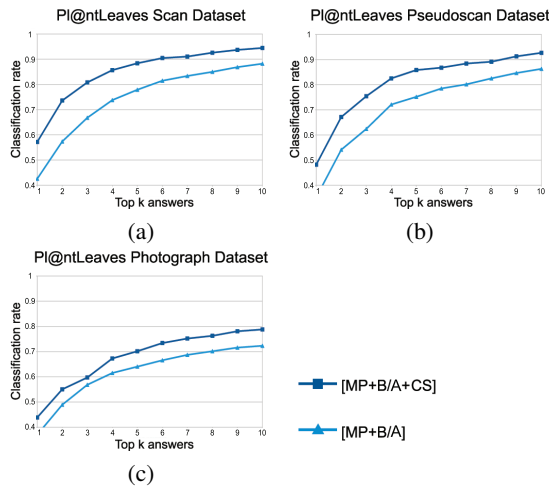 Pl@ntLeaves Scan Dataset
Classification rate
1
0.9
0.8
0.7
0.6
0.5
0.4
1 2 3 4 5 6 7 8 9 10
Top k answers
(a)
Pl@ntLeaves Pseudoscan Dataset
Classification rate
1
0.9
0.8
0.7
0.6
0.5
0.4
1 2 3 4 5 6 7 8 9 10
Top k answers
(b)
Pl@ntLeaves Photograph Dataset
Classification rate
1
0.9
0.8
0.7
0.6
0.5
0.4
1 2 3 4 5 6 7 8 9 10
Top k answers
(c)
[MP+B/A+CS]
[MP+B/A]